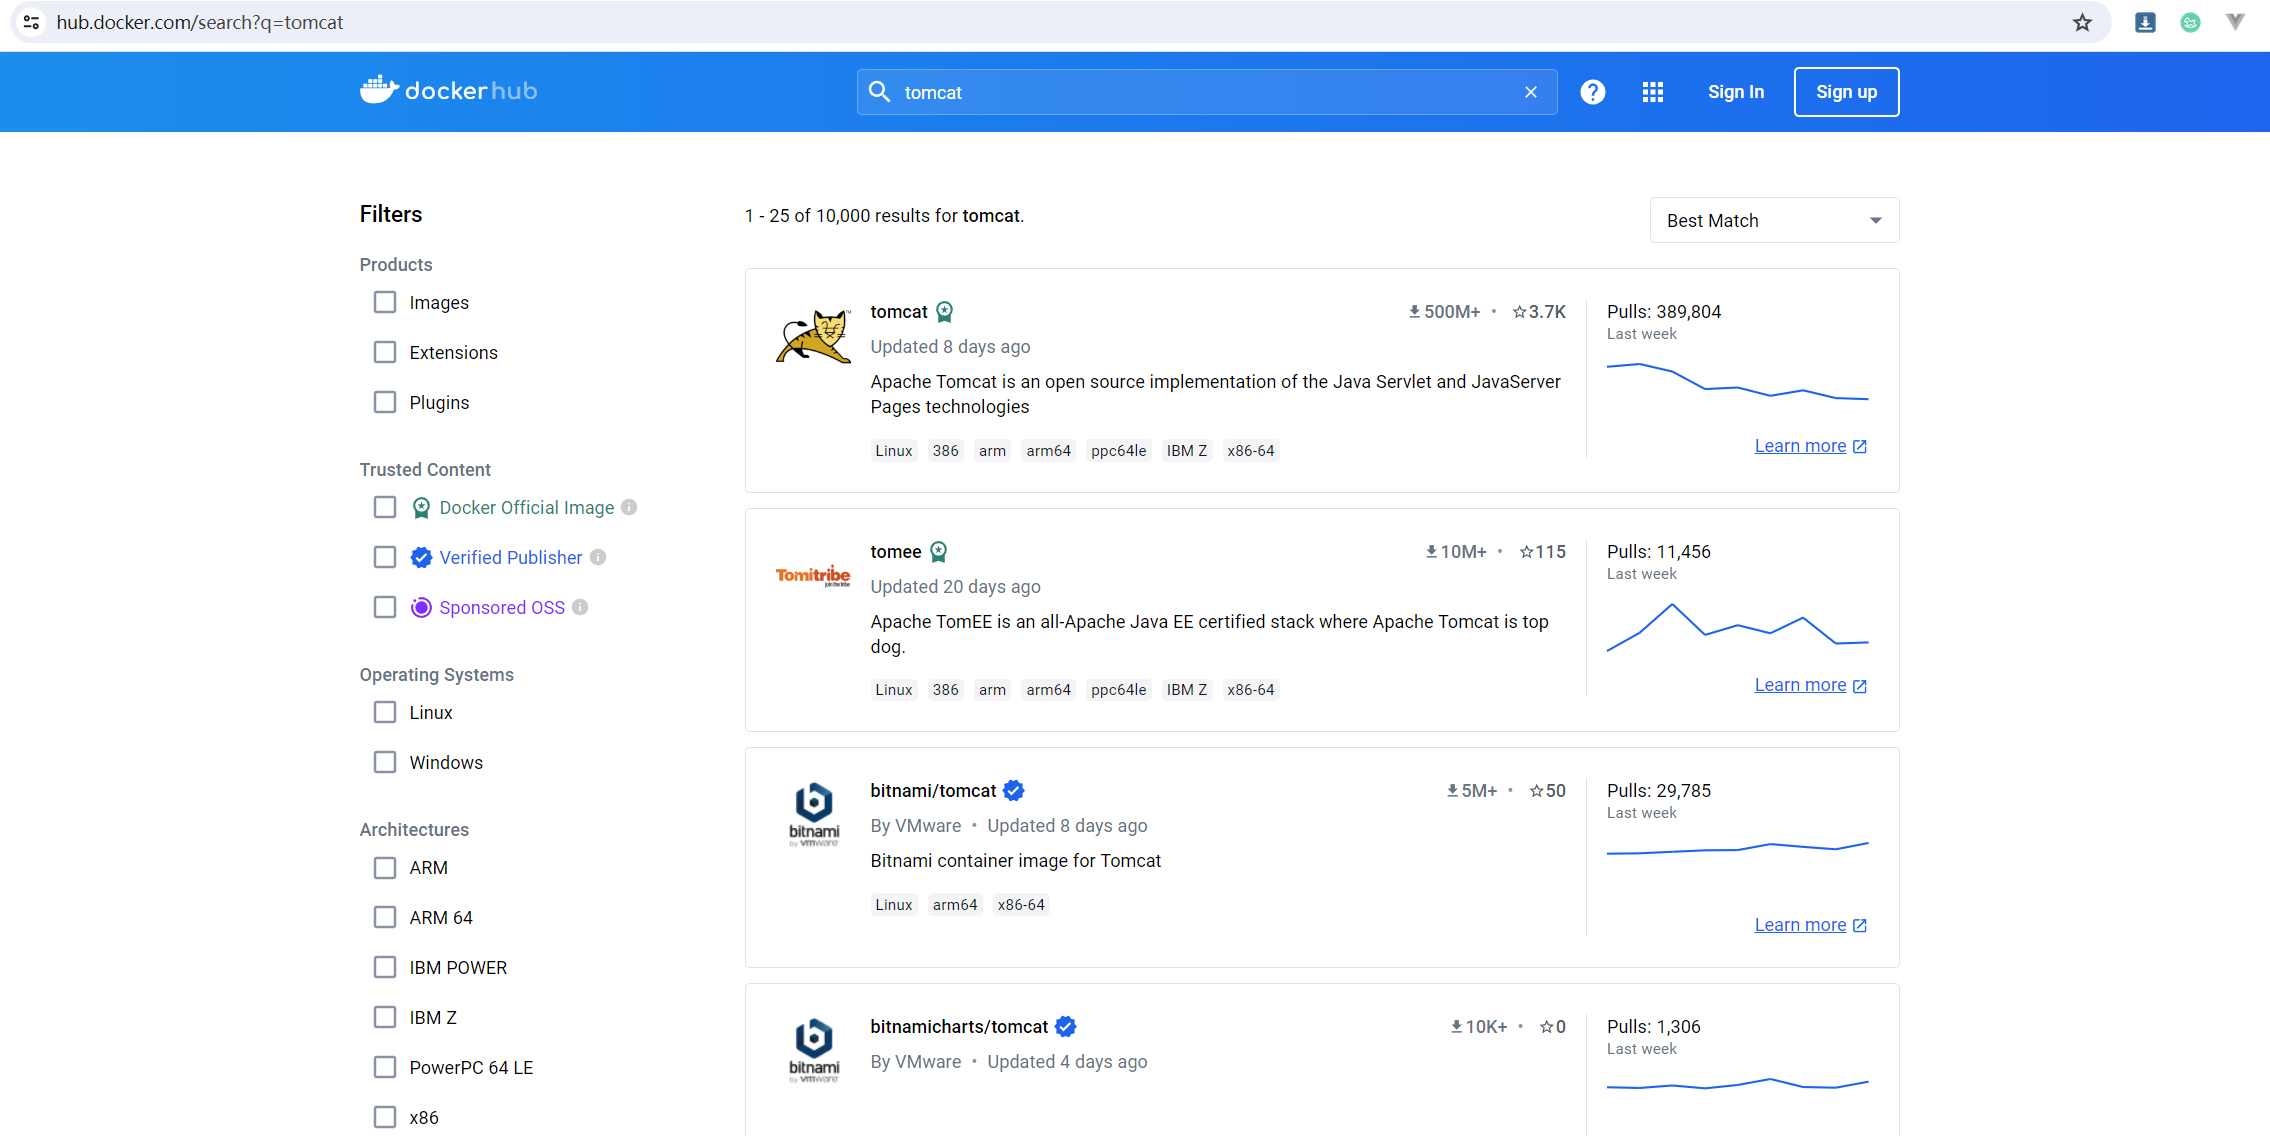 hub.docker.com/search?q=tomcat
dockerhub
tomcat
Sign In
Sign up
Filters
Products
Images
Extensions
Plugins
Trusted Content
Docker Official Image
Verified Publisher
Sponsored OSS
Operating Systems
Linux
Windows
Architectures
ARM
ARM 64
IBM POWER
IBM Z
PowerPC 64 LE
x86
1 - 25 of 10,000 results for tomcat.
Best Match
tomcat
500M+ • 3.7K
Updated 8 days ago
Apache Tomcat is an open source implementation of the Java Servlet and JavaServer
Pages technologies
Linux 386 arm arm64 ppc64le IBM Z x86-64
Pulls: 389,804
Last week
Learn more
Tomitribe
join the tribe
tomee
10M+ • 115
Updated 20 days ago
Apache TomEE is an all-Apache Java EE certified stack where Apache Tomcat is top
dog.
Linux 386 arm arm64 ppc64le IBM Z x86-64
Pulls: 11,456
Last week
Learn more
bitnami
by vmware
bitnami/tomcat
5M+ • 50
By VMware • Updated 8 days ago
Bitnami container image for Tomcat
Linux arm64 x86-64
Pulls: 29,785
Last week
Learn more
bitnami
by vmware
bitnamicharts/tomcat
10K+ • 0
By VMware • Updated 4 days ago
Pulls: 1,306
Last week